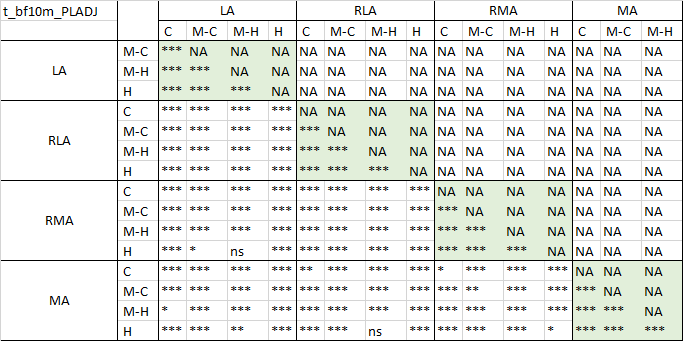 t_bf10m_PLADJ LA RLA RMA MA
C M-C M-H H C M-C M-H H C M-C M-H H C M-C M-H
LA
M-C *** NA NA NA NA NA NA NA NA NA NA NA NA NA NA
M-H *** *** NA NA NA NA NA NA NA NA NA NA NA NA NA
H *** *** *** NA NA NA NA NA NA NA NA NA NA NA NA
RLA
C *** *** *** *** NA NA NA NA NA NA NA NA NA NA NA
M-C *** *** *** *** *** NA NA NA NA NA NA NA NA NA NA
M-H *** *** *** *** *** *** NA NA NA NA NA NA NA NA NA
H *** *** *** *** *** *** *** NA NA NA NA NA NA NA NA
RMA
C *** *** *** *** *** *** *** *** NA NA NA NA NA NA NA
M-C *** *** *** *** *** *** *** *** *** NA NA NA NA NA NA
M-H *** *** *** *** *** *** *** *** *** *** NA NA NA NA NA
H *** * ns *** *** *** *** *** *** *** *** NA NA NA NA
MA
C *** *** *** *** ** *** *** *** * *** *** *** NA NA NA
M-C *** *** *** *** *** *** *** *** *** ** *** *** *** NA NA
M-H * *** *** *** *** *** *** *** *** *** *** *** *** *** NA
H *** *** ** *** *** *** ns *** *** *** *** * *** *** ***